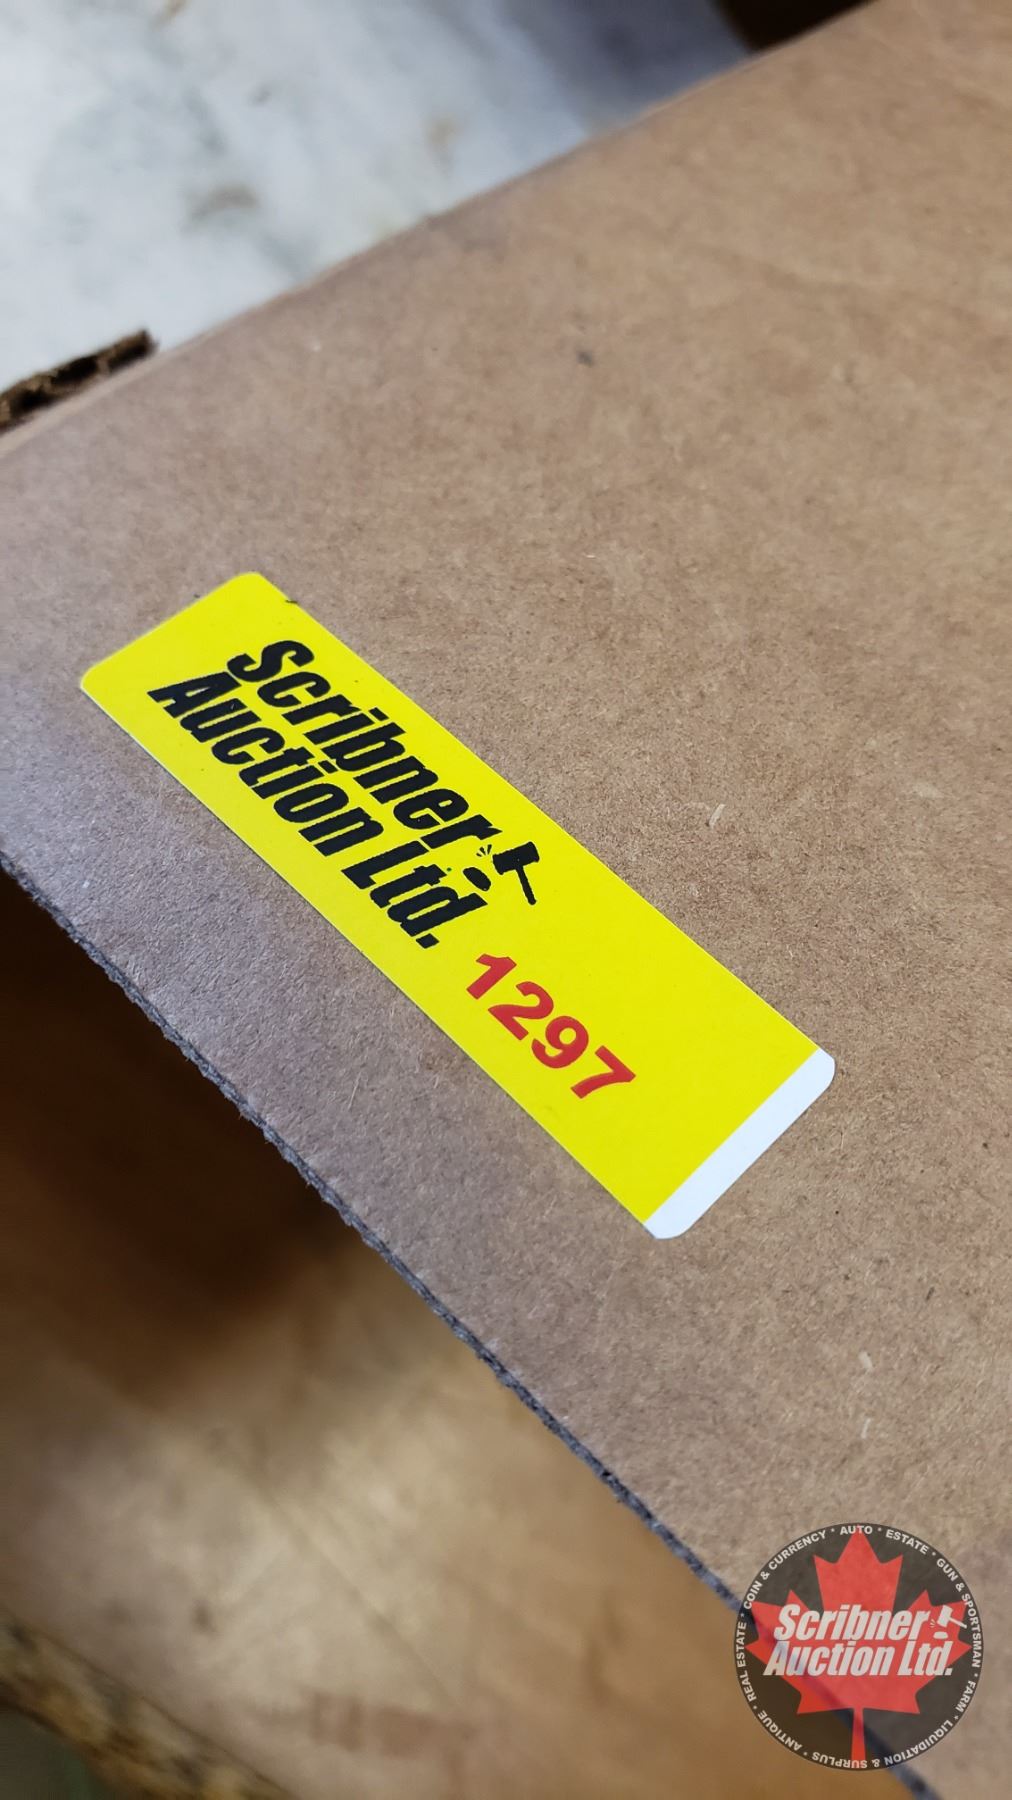 Scribner
Auction Ltd.
1297
COIN & CURRENCY * AUTO * ESTATE * GUN & SPORTSMAN * FARM * LIQUIDATION & SURPLUS * ANTIQUE * REAL ESTATE *
Scribner
Auction Ltd.